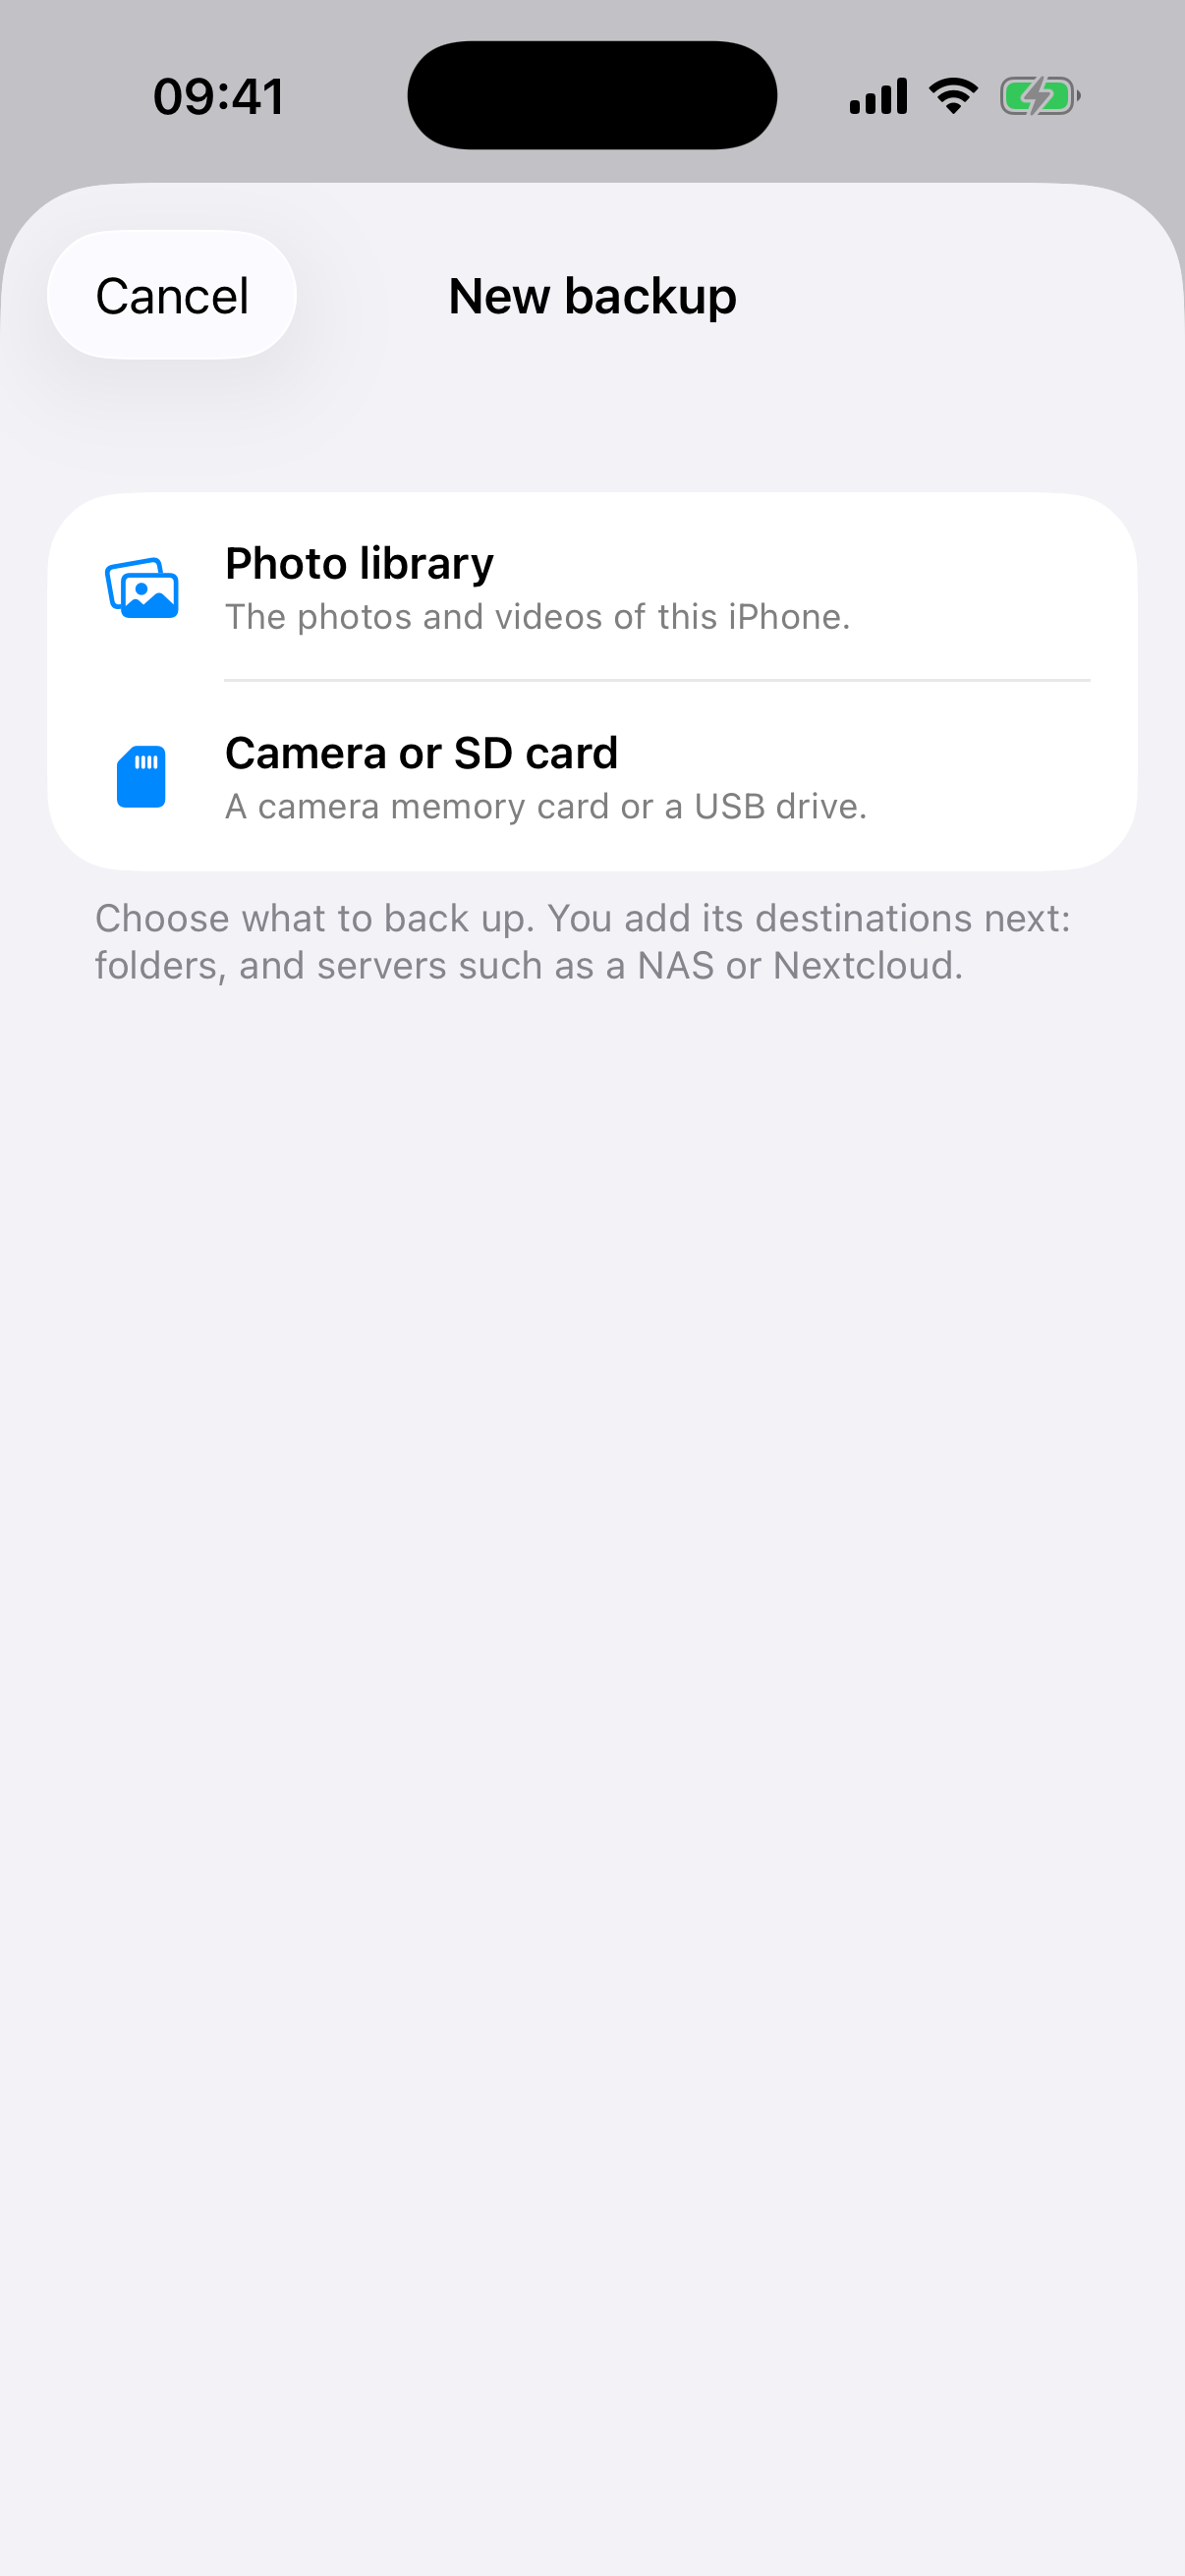 09:41
Cancel
New backup
Photo library
The photos and videos of this iPhone.
Camera or SD card
A camera memory card or a USB drive.
Choose what to back up. You add its destinations next:
folders, and servers such as a NAS or Nextcloud.